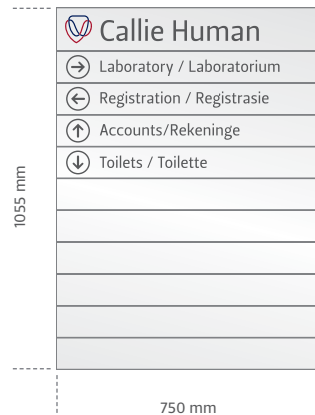 Callie Human
Laboratory / Laboratorium
Registration / Registrasie
Accounts/Rekeninge
Toilets / Toilette
1055 mm
750 mm